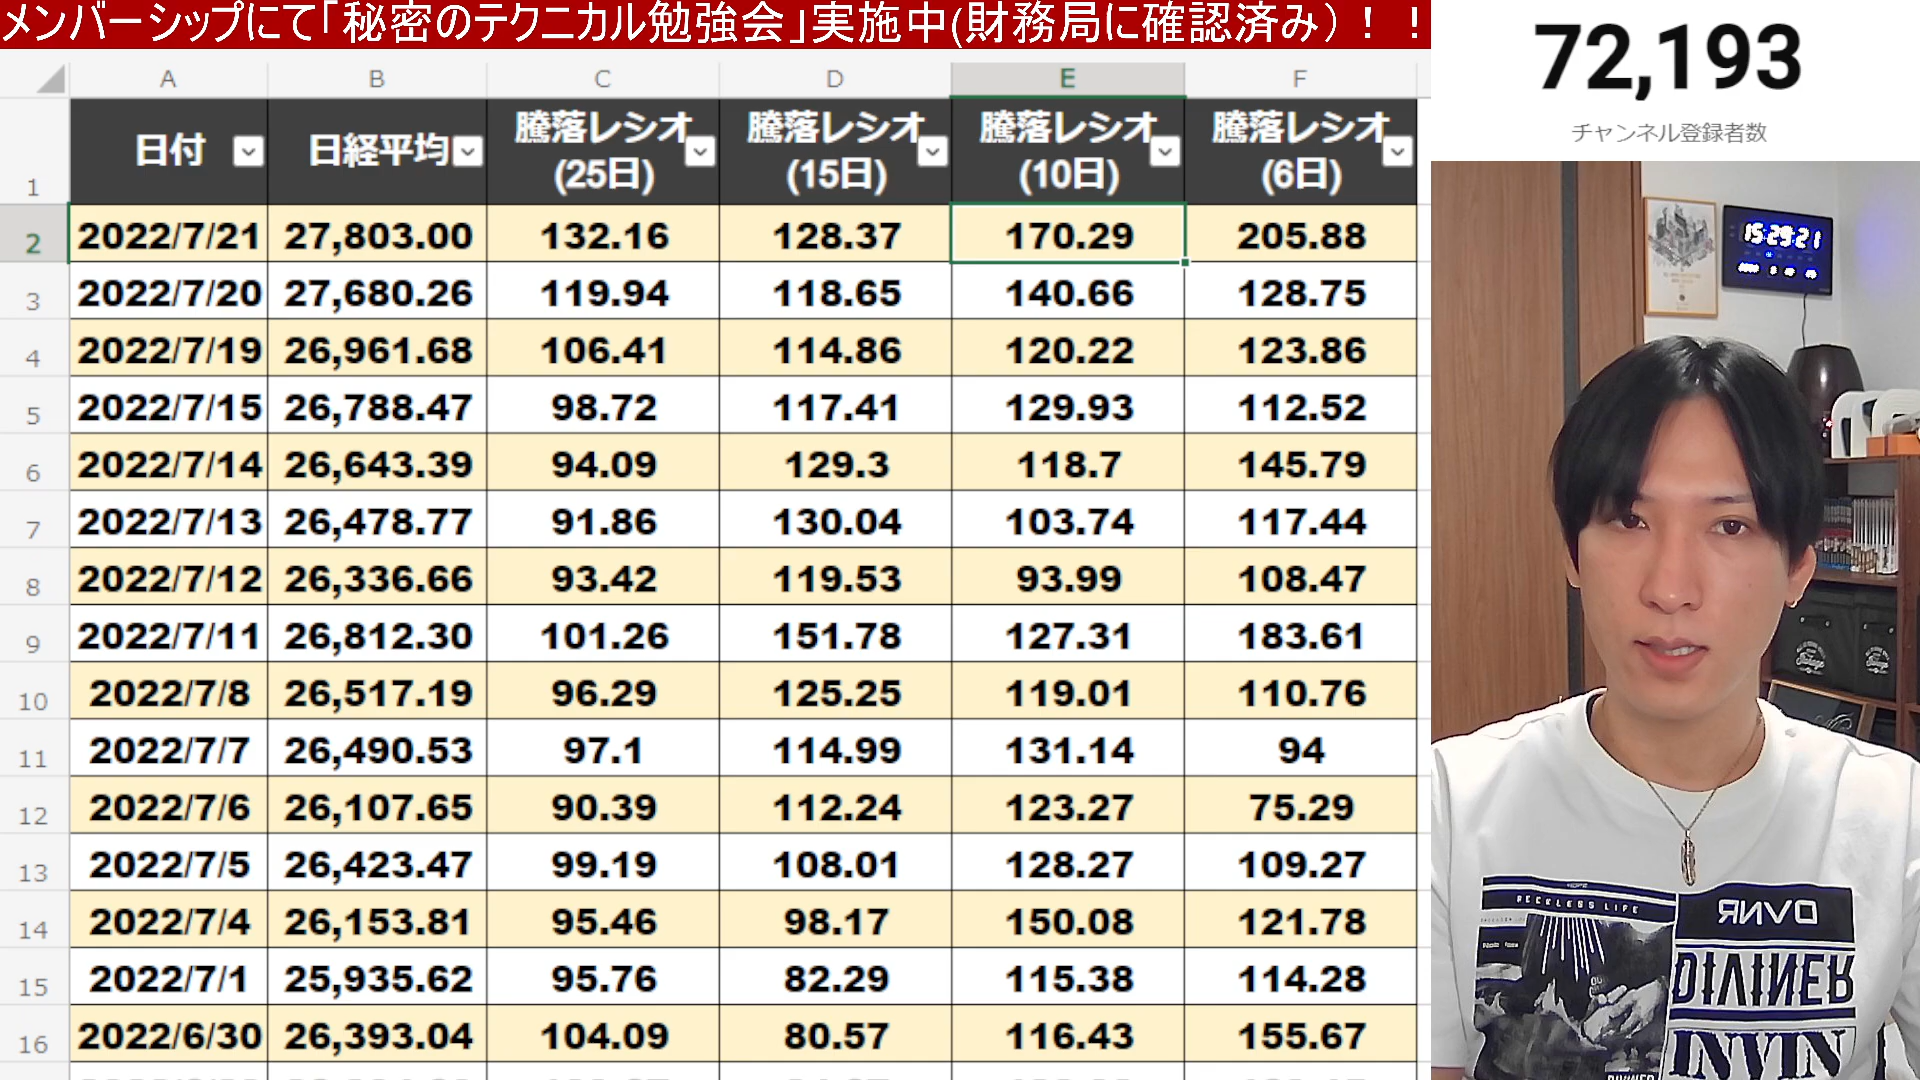 メンバーシップにて「秘密のテクニカル勉強会」実施中(財務局に確認済み)！！
72,193
チャンネル登録者数
A B C D E F
1 日付 日経平均 騰落レシオ(25日) 騰落レシオ(15日) 騰落レシオ(10日) 騰落レシオ(6日)
2 2022/7/21 27,803.00 132.16 128.37 170.29 205.88
3 2022/7/20 27,680.26 119.94 118.65 140.66 128.75
4 2022/7/19 26,961.68 106.41 114.86 120.22 123.86
5 2022/7/15 26,788.47 98.72 117.41 129.93 112.52
6 2022/7/14 26,643.39 94.09 129.3 118.7 145.79
7 2022/7/13 26,478.77 91.86 130.04 103.74 117.44
8 2022/7/12 26,336.66 93.42 119.53 93.99 108.47
9 2022/7/11 26,812.30 101.26 151.78 127.31 183.61
10 2022/7/8 26,517.19 96.29 125.25 119.01 110.76
11 2022/7/7 26,490.53 97.1 114.99 131.14 94
12 2022/7/6 26,107.65 90.39 112.24 123.27 75.29
13 2022/7/5 26,423.47 99.19 108.01 128.27 109.27
14 2022/7/4 26,153.81 95.46 98.17 150.08 121.78
15 2022/7/1 25,935.62 95.76 82.29 115.38 114.28
16 2022/6/30 26,393.04 104.09 80.57 116.43 155.67
15:29:21
RECKLESS LIFE
DVNR
DIVINER
INVIN